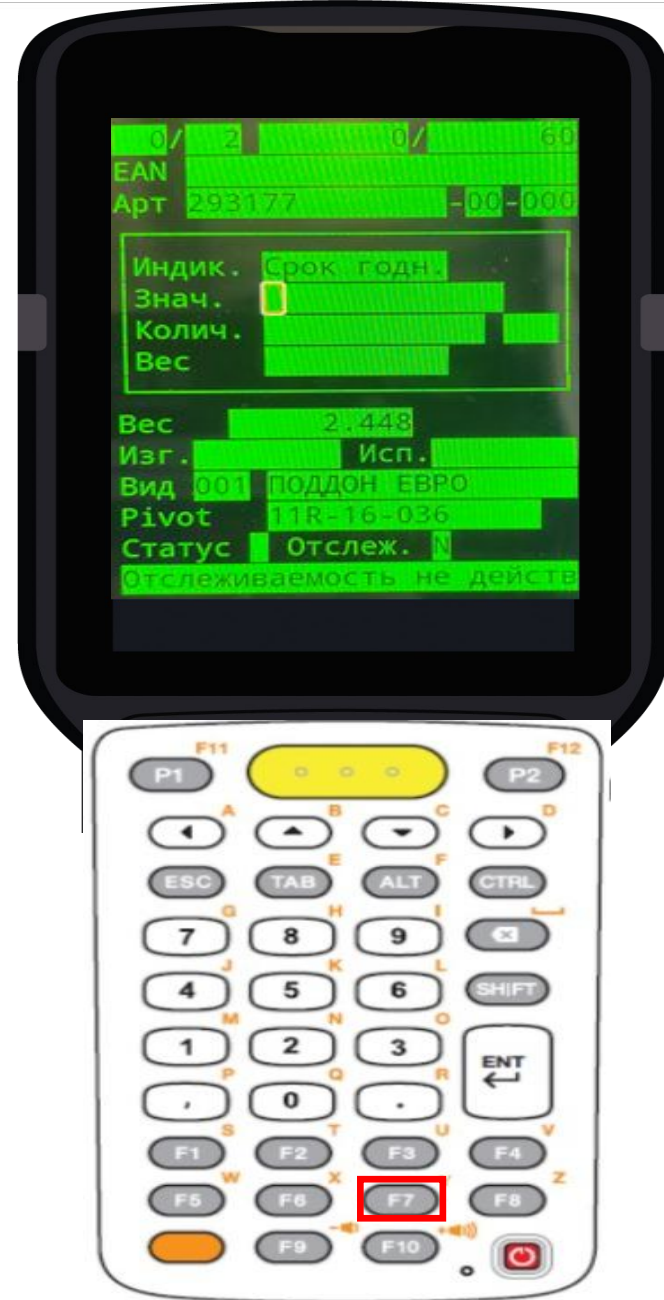 0/ 2 0/ 60
EAN
Арт 293177 -00-000
Индик. Срок годн.
Знач.
Колич.
Вес
Вес 2.448
Изг. Исп.
Вид 001 ПОДДОН ЕВРО
Pivot 11R-16-036
Статус Отслеж. N
Отслеживаемость не действ
F11 F12
P1 P2
A B C D
E F
ESC TAB ALT CTRL
G H I
7 8 9
J K L
4 5 6 SHIFT
M N O
1 2 3 ENT
P Q R
, 0 .
S T U V
F1 F2 F3 F4
W X Z
F5 F6 F7 F8
F9 F10